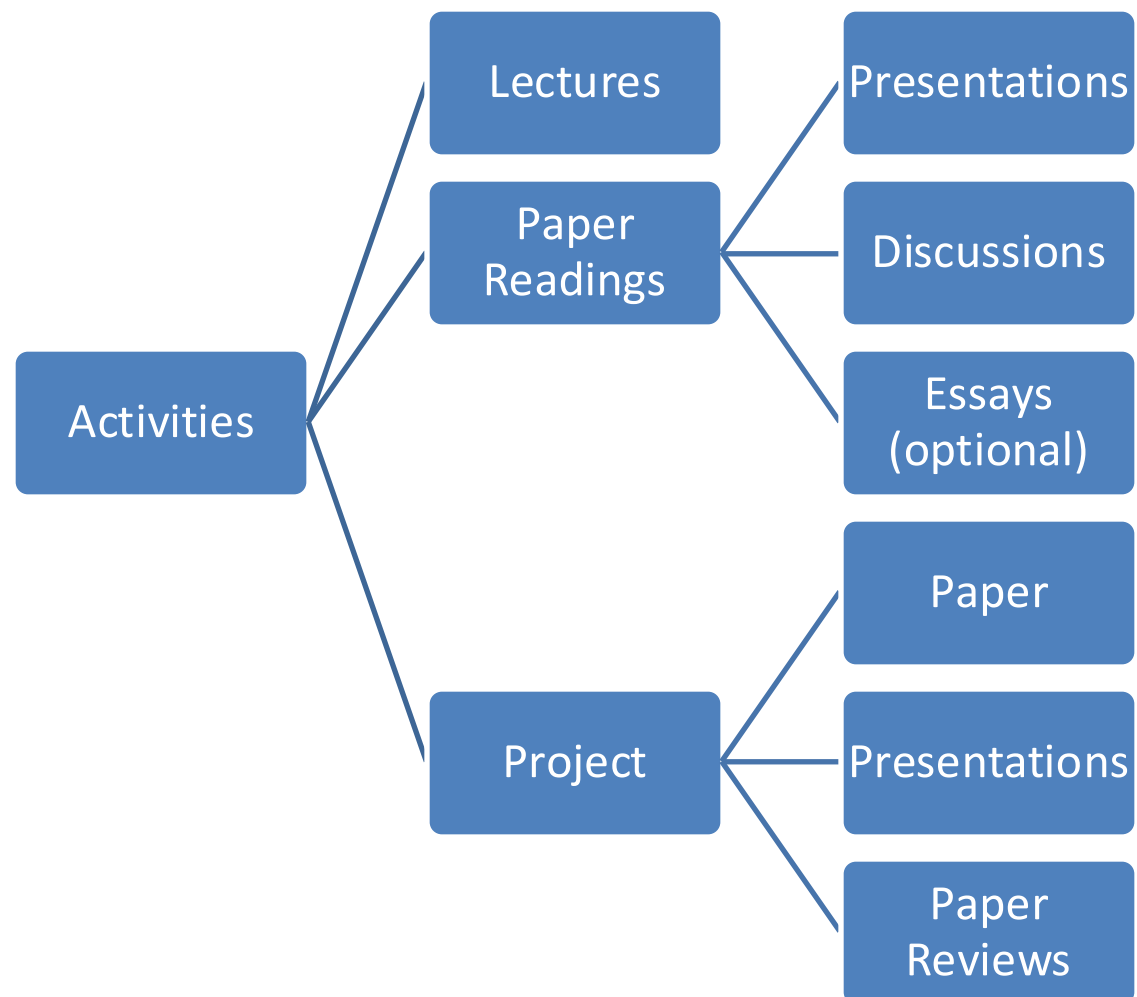 Activities
Lectures
Paper
Readings
Presentations
Discussions
Essays
(optional)
Project
Paper
Presentations
Paper
Reviews